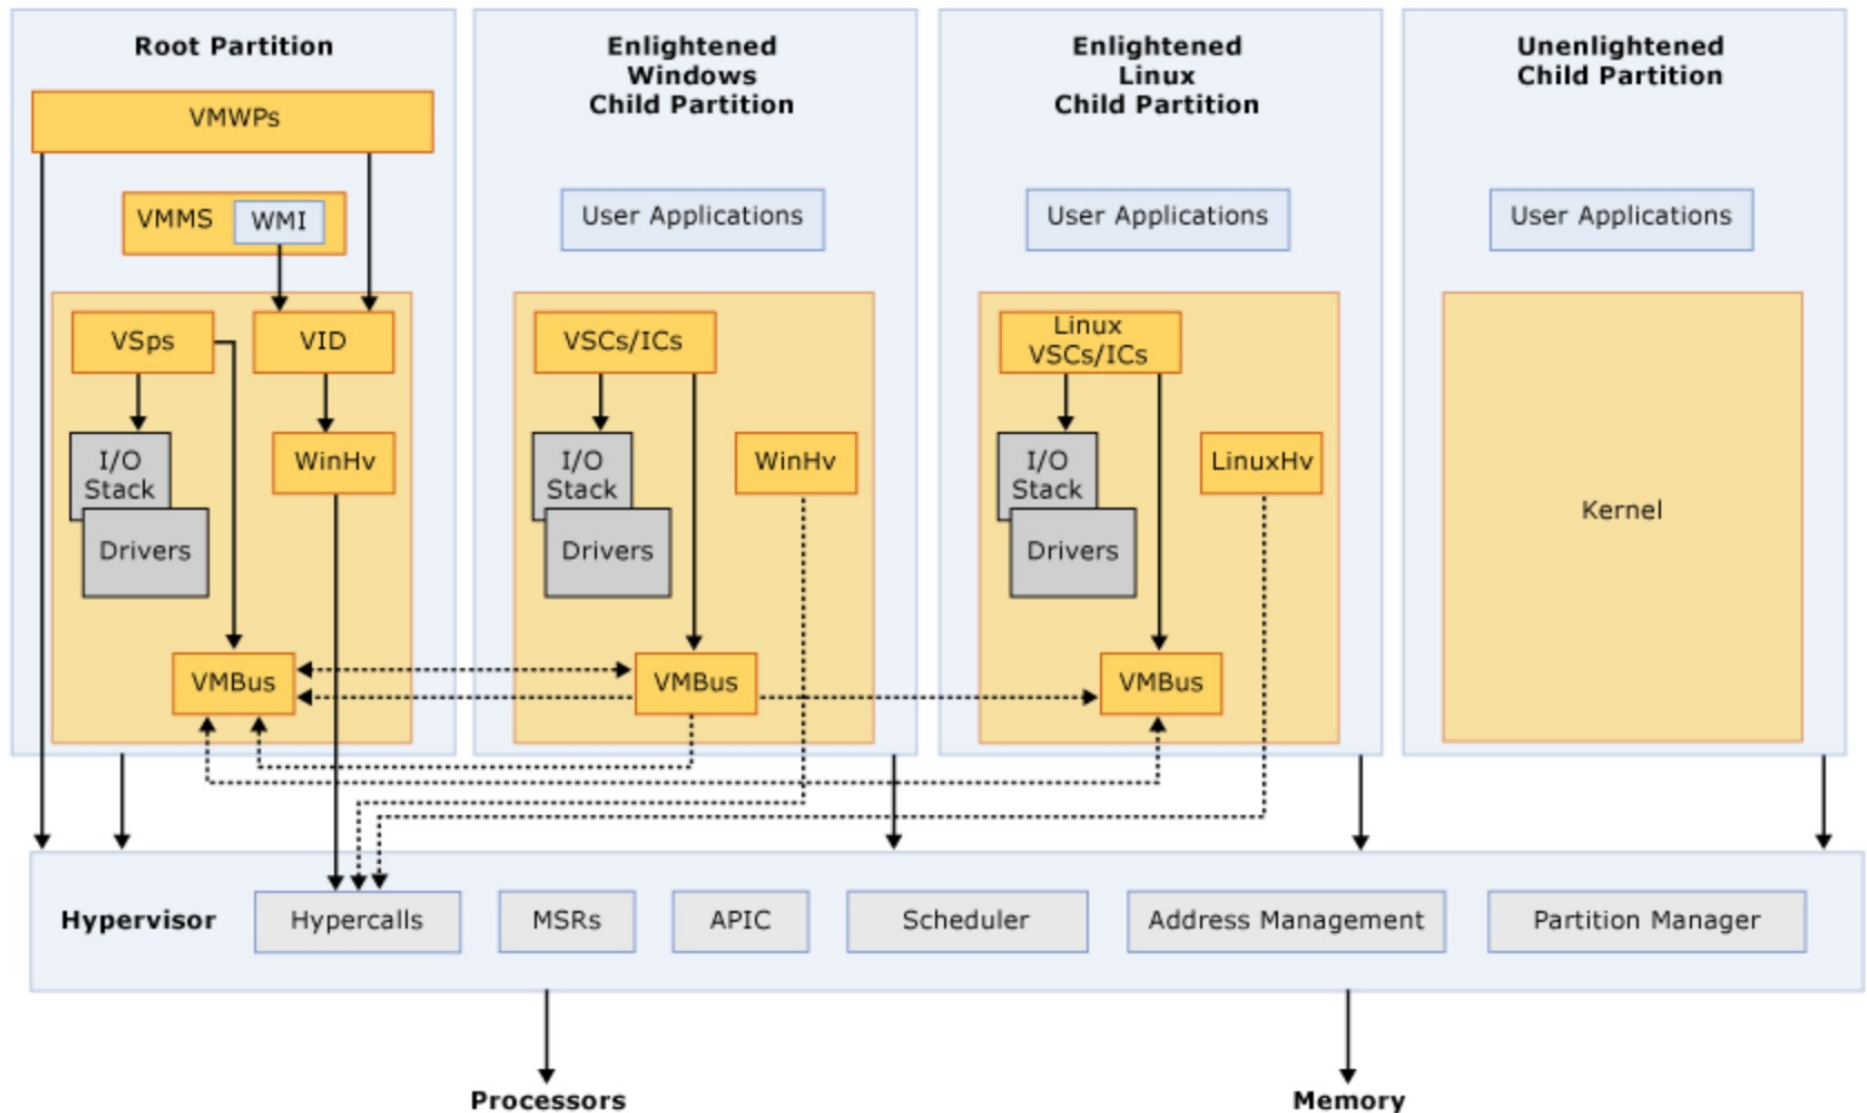 Root Partition
VMWPs
VMMS
WMI
VSps
VID
I/O
Stack
Drivers
WinHv
VMBus
Enlightened
Windows
Child Partition
User Applications
VSCs/ICs
I/O
Stack
Drivers
WinHv
VMBus
Enlightened
Linux
Child Partition
User Applications
Linux
VSCs/ICs
I/O
Stack
Drivers
LinuxHv
VMBus
Unenlightened
Child Partition
User Applications
Kernel
Hypervisor
Hypercalls
MSRs
APIC
Scheduler
Address Management
Partition Manager
Processors
Memory